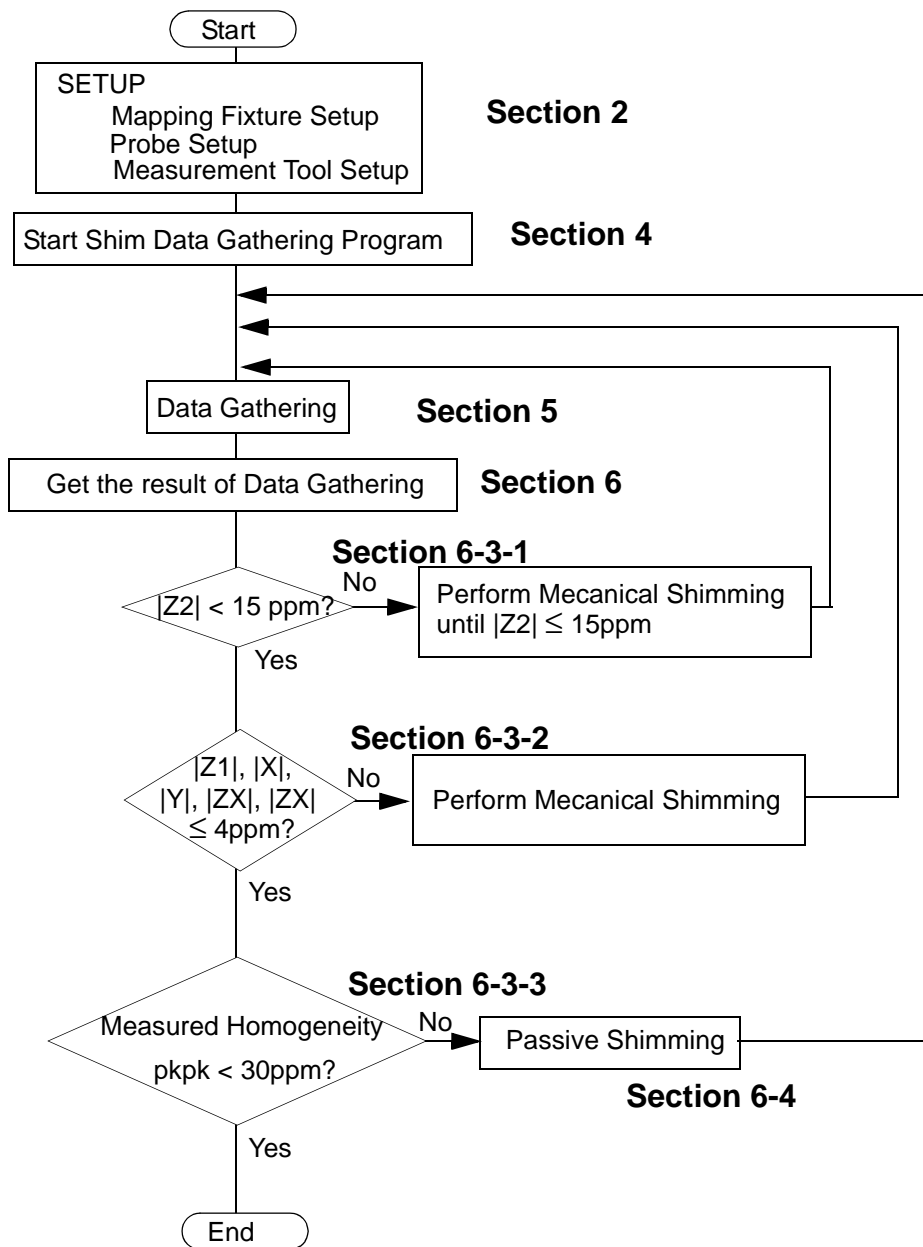 Start
SETUP
Mapping Fixture Setup
Probe Setup
Measurement Tool Setup
Section 2
Start Shim Data Gathering Program
Section 4
Data Gathering
Section 5
Get the result of Data Gathering
Section 6
Section 6-3-1
|Z2| < 15 ppm?
No
Perform Mecanical Shimming
until |Z2| ≤ 15ppm
Yes
Section 6-3-2
|Z1|, |X|,
|Y|, |ZX|, |ZX|
≤ 4ppm?
No
Perform Mecanical Shimming
Yes
Section 6-3-3
Measured Homogeneity
pkpk < 30ppm?
No
Passive Shimming
Section 6-4
Yes
End